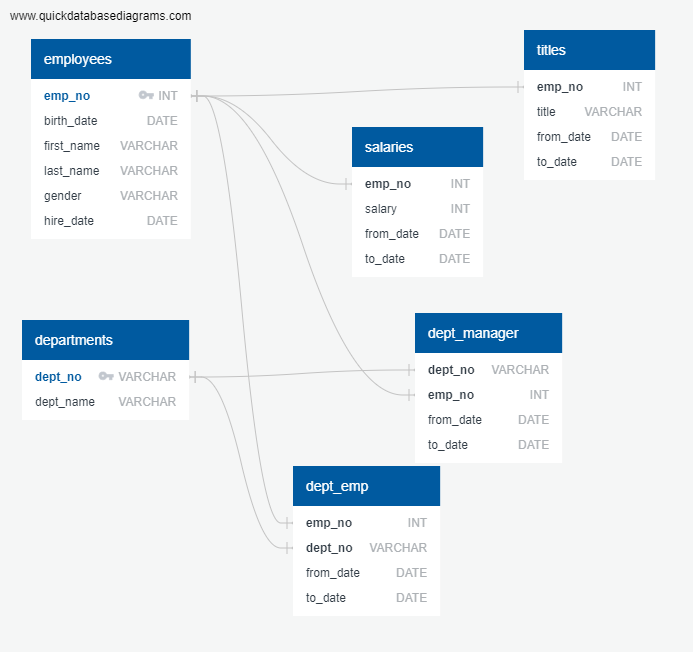 www.quickdatabasediagrams.com
employees
emp_no INT
birth_date DATE
first_name VARCHAR
last_name VARCHAR
gender VARCHAR
hire_date DATE
titles
emp_no INT
title VARCHAR
from_date DATE
to_date DATE
salaries
emp_no INT
salary INT
from_date DATE
to_date DATE
departments
dept_no VARCHAR
dept_name VARCHAR
dept_manager
dept_no VARCHAR
emp_no INT
from_date DATE
to_date DATE
dept_emp
emp_no INT
dept_no VARCHAR
from_date DATE
to_date DATE